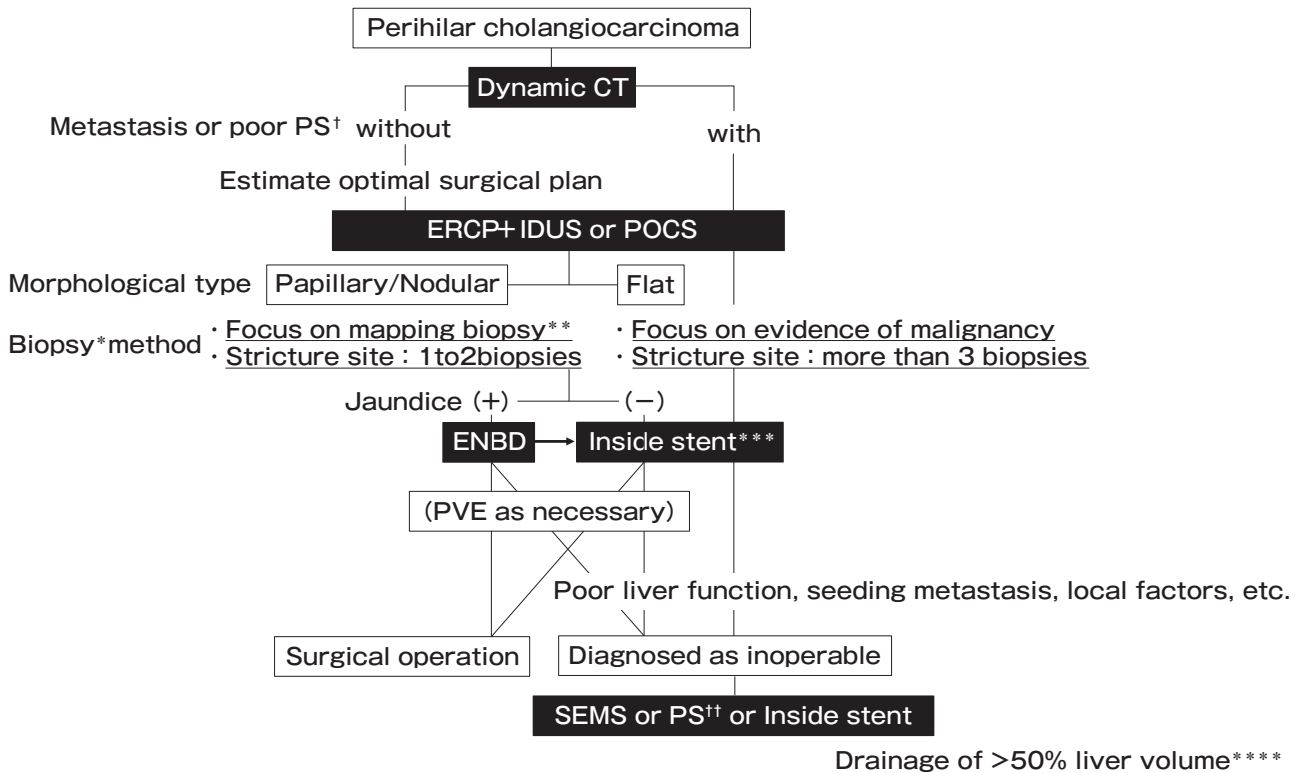 Perihilar cholangiocarcinoma
Dynamic CT
Metastasis or poor PS† without
with
Estimate optimal surgical plan
ERCP+ IDUS or POCS
Morphological type
Papillary/Nodular
Flat
Biopsy*method
· Focus on mapping biopsy**
· Stricture site：1to2biopsies
· Focus on evidence of malignancy
· Stricture site：more than 3 biopsies
Jaundice (+)
(−)
ENBD
Inside stent***
(PVE as necessary)
Poor liver function, seeding metastasis, local factors, etc.
Surgical operation
Diagnosed as inoperable
SEMS or PS†† or Inside stent
Drainage of >50% liver volume****